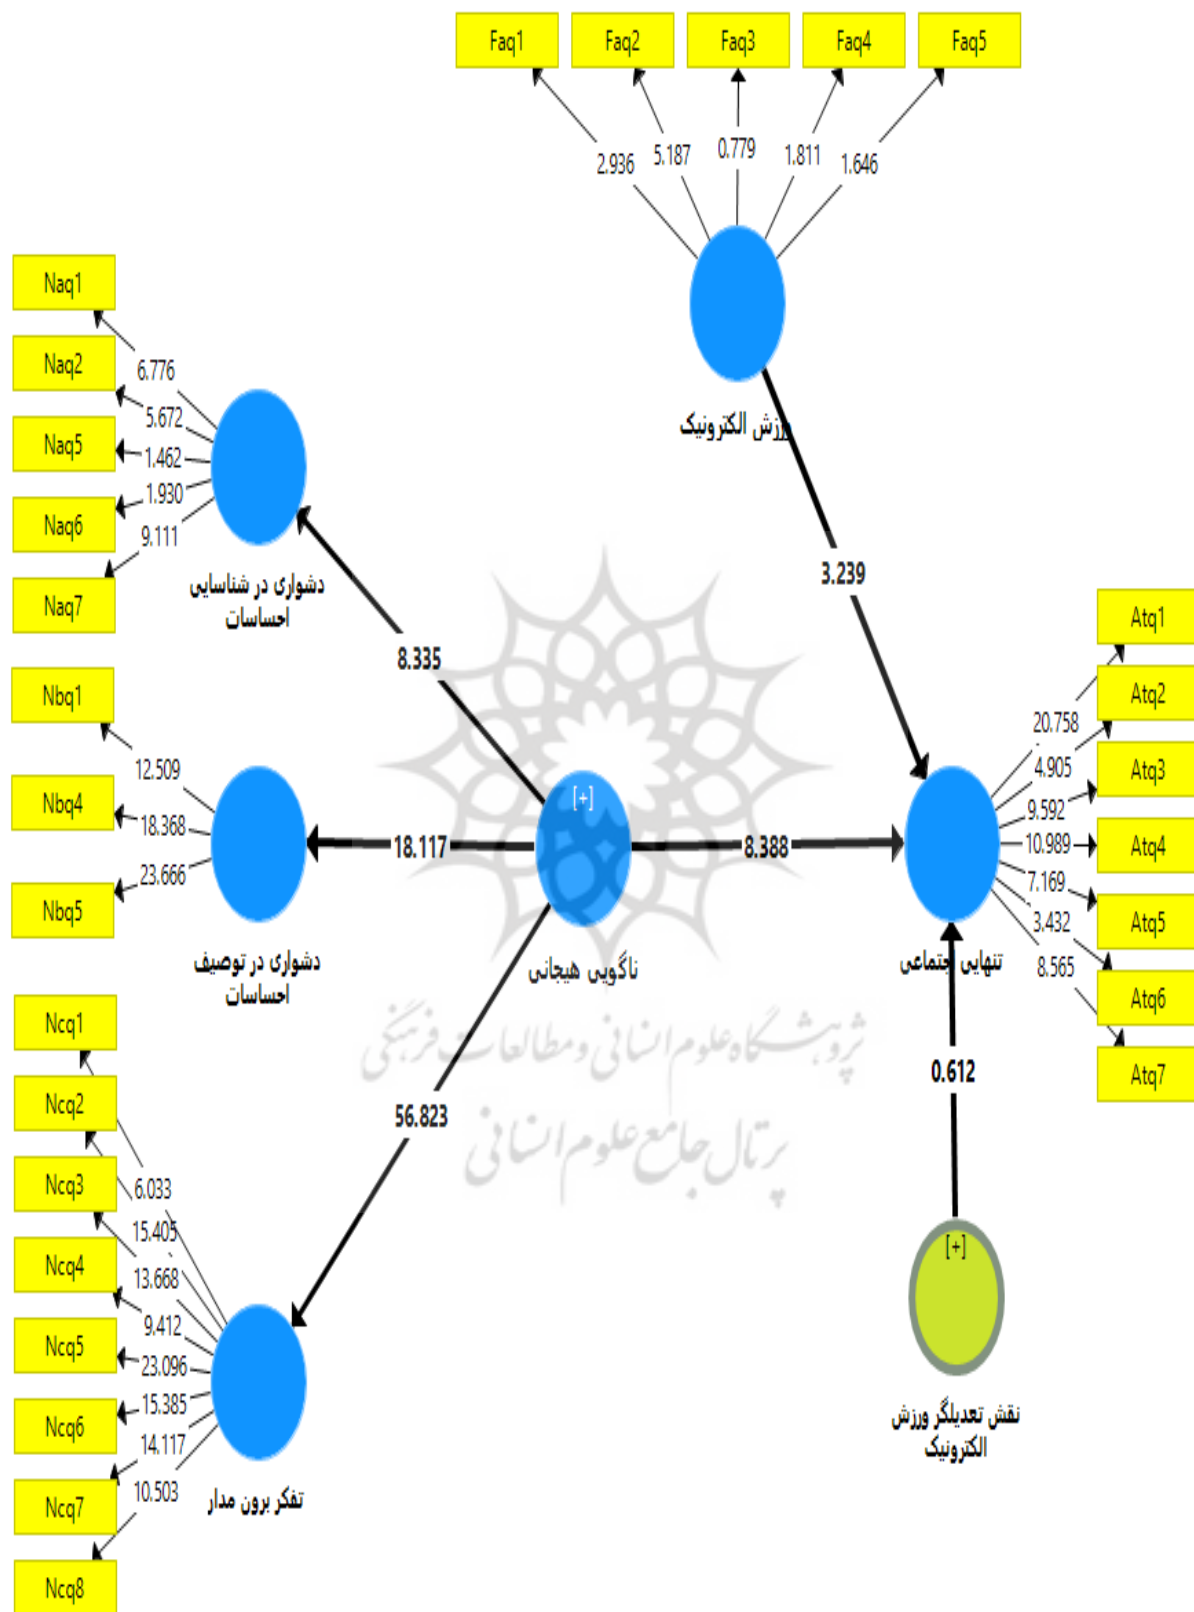 Faq1 Faq2 Faq3 Faq4 Faq5
2.936 5.187 0.779 1.811 1.646
ورزش الکترونیک
3.239
Naq1
Naq2
Naq5
Naq6
Naq7
6.776
5.672
1.462
1.930
9.111
دشواری در شناسایی
احساسات
8.335
Nbq1
Nbq4
Nbq5
12.509
18.368
23.666
دشواری در توصیف
احساسات
18.117
[+]
ناگویی هیجانی
8.388
Atq1
Atq2
Atq3
Atq4
Atq5
Atq6
Atq7
20.758
4.905
9.592
10.989
7.169
3.432
8.565
تنهایی اجتماعی
0.612
[+]
نقش تعدیلگر ورزش
الکترونیک
56.823
Ncq1
Ncq2
Ncq3
Ncq4
Ncq5
Ncq6
Ncq7
Ncq8
6.033
15.405
13.668
9.412
23.096
15.385
14.117
10.503
تفکر برون مدار
پژوهشگاه علوم انسانی و مطالعات فرهنگی
پرتال جامع علوم انسانی